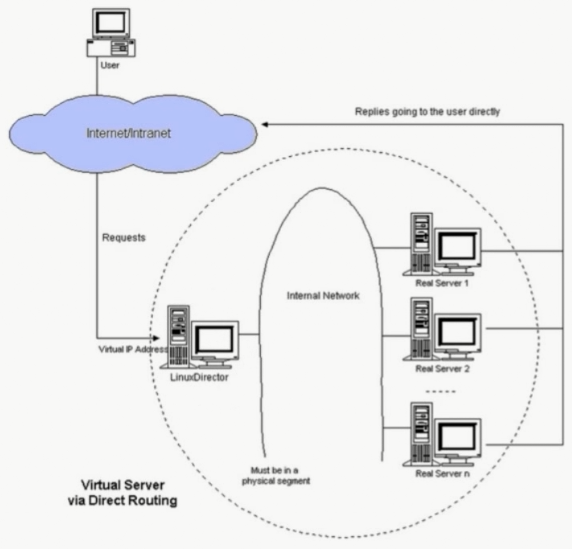 User
Internet/Intranet
Replies going to the user directly
Requests
Real Server 1
Internal Network
Virtual IP Address
LinuxDirector
Real Server 2
.....
Real Server n
Must be in a
physical segment
Virtual Server
via Direct Routing